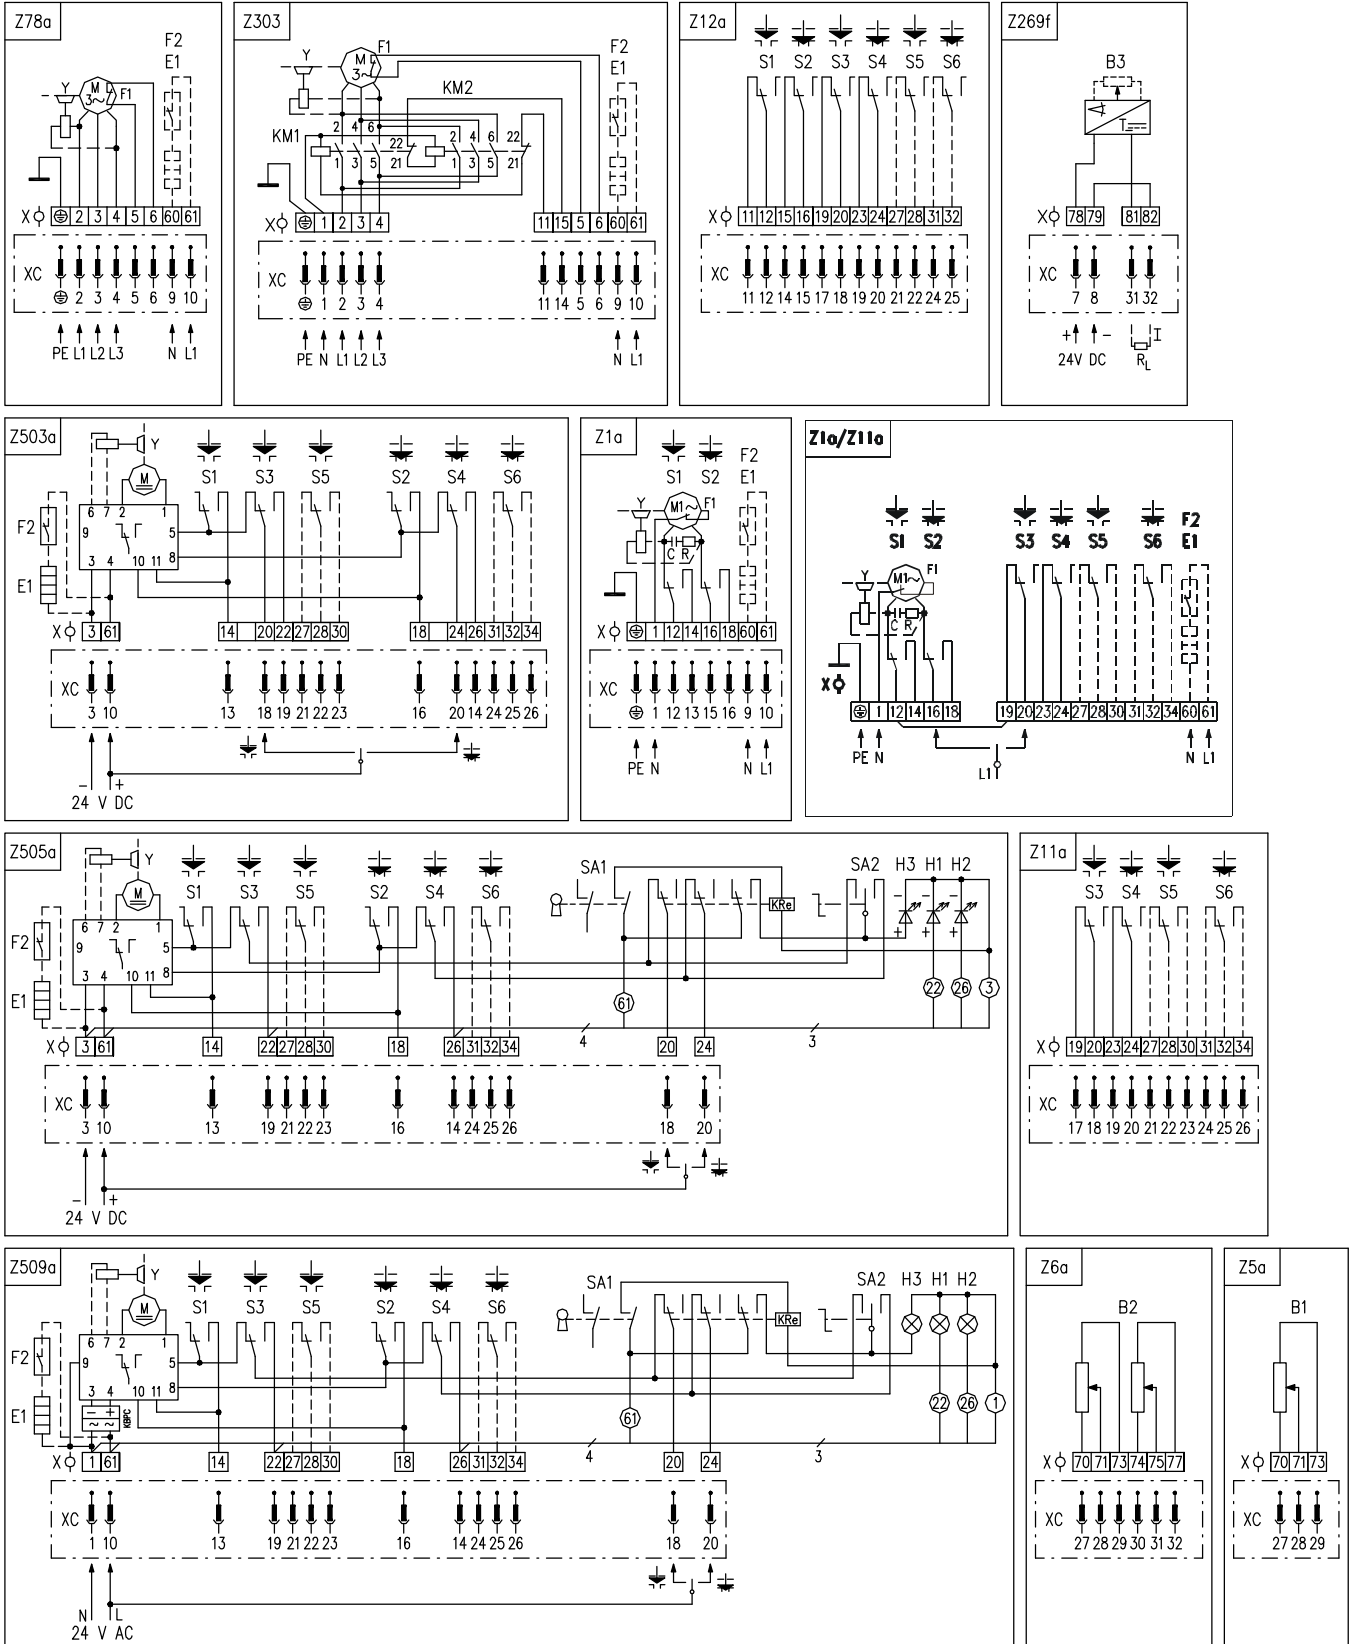 Z78a
F2
E1
Y
M
3~
F1
X 2 3 4 5 6 60 61
XC
2 3 4 5 6 9 10
PE L1 L2 L3 N L1
Z303
Y
M
3~
F1
F2
E1
KM2
KM1
2 4 6 22 2 4 6 22
1 3 5 21 1 3 5 21
X 1 2 3 4 11 15 5 6 60 61
XC
1 2 3 4 11 14 5 6 9 10
PE N L1 L2 L3 N L1
Z12a
S1 S2 S3 S4 S5 S6
X 11 12 15 16 19 20 23 24 27 28 31 32
XC
11 12 14 15 17 18 19 20 21 22 24 25
Z269f
B3
I
X 78 79 81 82
XC
7 8 31 32
+ - I
24V DC RL
Z503a
Y
M
S1 S3 S5 S2 S4 S6
F2
6 7 2 1
9 5
8
3 4 10 11
E1
X 3 61 14 20 22 27 28 30 18 24 26 31 32 34
XC
3 10 13 18 19 21 22 23 16 20 14 24 25 26
- +
24 V DC
Z1a
S1 S2
F2
E1
Y
M1~
F1
C R
X 1 12 14 16 18 60 61
XC
1 12 13 15 16 9 10
PE N N L1
Z1a/Z11a
S1 S2 S3 S4 S5 S6
F2
E1
Y
M1~
F1
C R
X
1 12 14 16 18 19 20 23 24 27 28 30 31 32 34 60 61
PE N L1 N L1
Z505a
Y
M
S1 S3 S5 S2 S4 S6
SA1 KRe SA2 H3 H1 H2
- - -
+ + +
F2
6 7 2 1
9 5
8
3 4 10 11
E1
61 22 26 3
4 3
X 3 61 14 22 27 28 30 18 26 31 32 34 20 24
XC
3 10 13 19 21 22 23 16 14 24 25 26 18 20
- +
24 V DC
Z11a
S3 S4 S5 S6
X 19 20 23 24 27 28 30 31 32 34
XC
17 18 19 20 21 22 23 24 25 26
Z509a
Y
M
S1 S3 S5 S2 S4 S6
SA1 KRe SA2 H3 H1 H2
F2
6 7 2 1
9 5
8
3 4 10 11
E1
- +
~ ~
KBPC
61 22 26 1
4 3
X 1 61 14 22 27 28 30 18 26 31 32 34 20 24
XC
1 10 13 19 21 22 23 16 14 24 25 26 18 20
N L
24 V AC
Z6a
B2
X 70 71 73 74 75 77
XC
27 28 29 30 31 32
Z5a
B1
X 70 71 73
XC
27 28 29